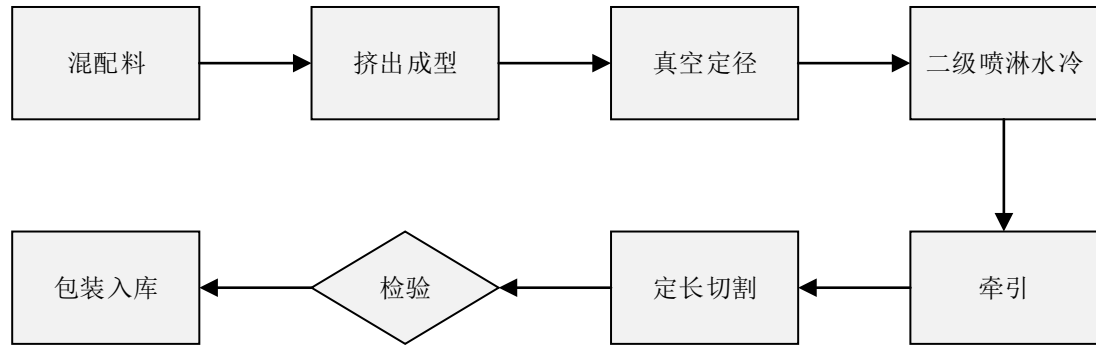 混配料
挤出成型
真空定径
二级喷淋水冷
牵引
定长切割
检验
包装入库